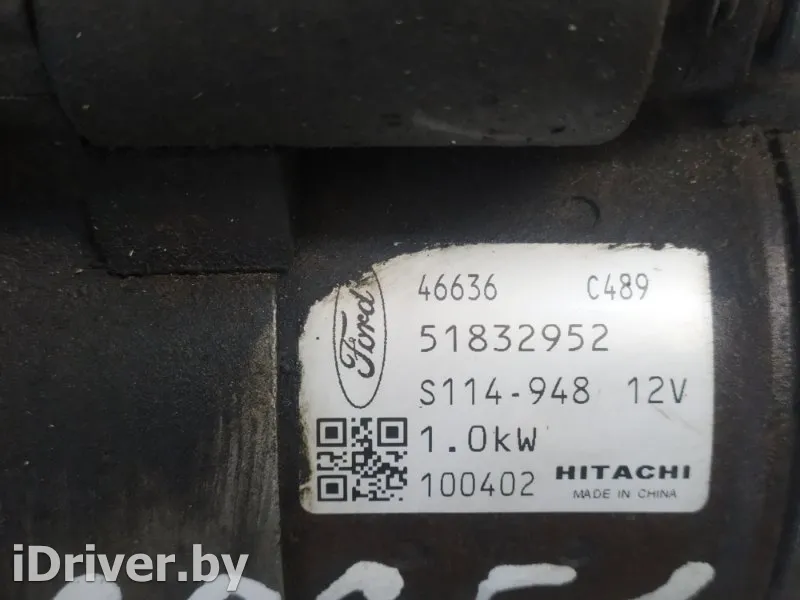 Ford
46636 C489
51832952
S114-948 12V
1.0kW
100402 HITACHI
MADE IN CHINA
iDriver.by